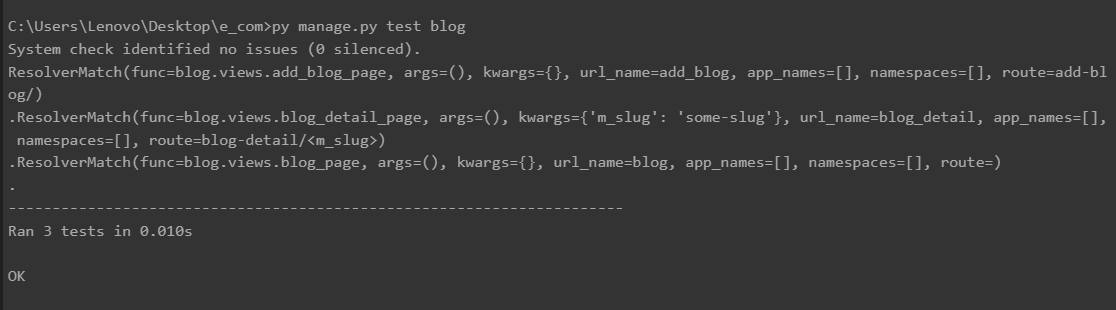 C:\Users\Lenovo\Desktop\e_com>py manage.py test blog
System check identified no issues (0 silenced).
ResolverMatch(func=blog.views.add_blog_page, args=(), kwargs={}, url_name=add_blog, app_names=[], namespaces=[], route=add-bl
og/)
.ResolverMatch(func=blog.views.blog_detail_page, args=(), kwargs={'m_slug': 'some-slug'}, url_name=blog_detail, app_names=[],
 namespaces=[], route=blog-detail/<m_slug>)
.ResolverMatch(func=blog.views.blog_page, args=(), kwargs={}, url_name=blog, app_names=[], namespaces=[], route=)
.
----------------------------------------------------------------------
Ran 3 tests in 0.010s
OK